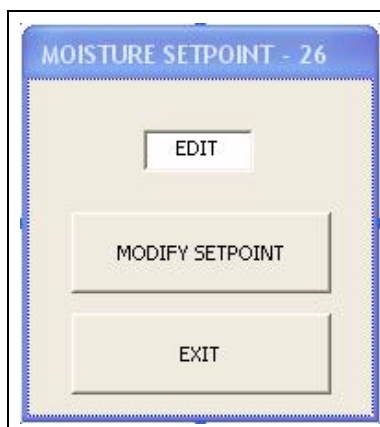 MOISTURE SETPOINT - 26
EDIT
MODIFY SETPOINT
EXIT